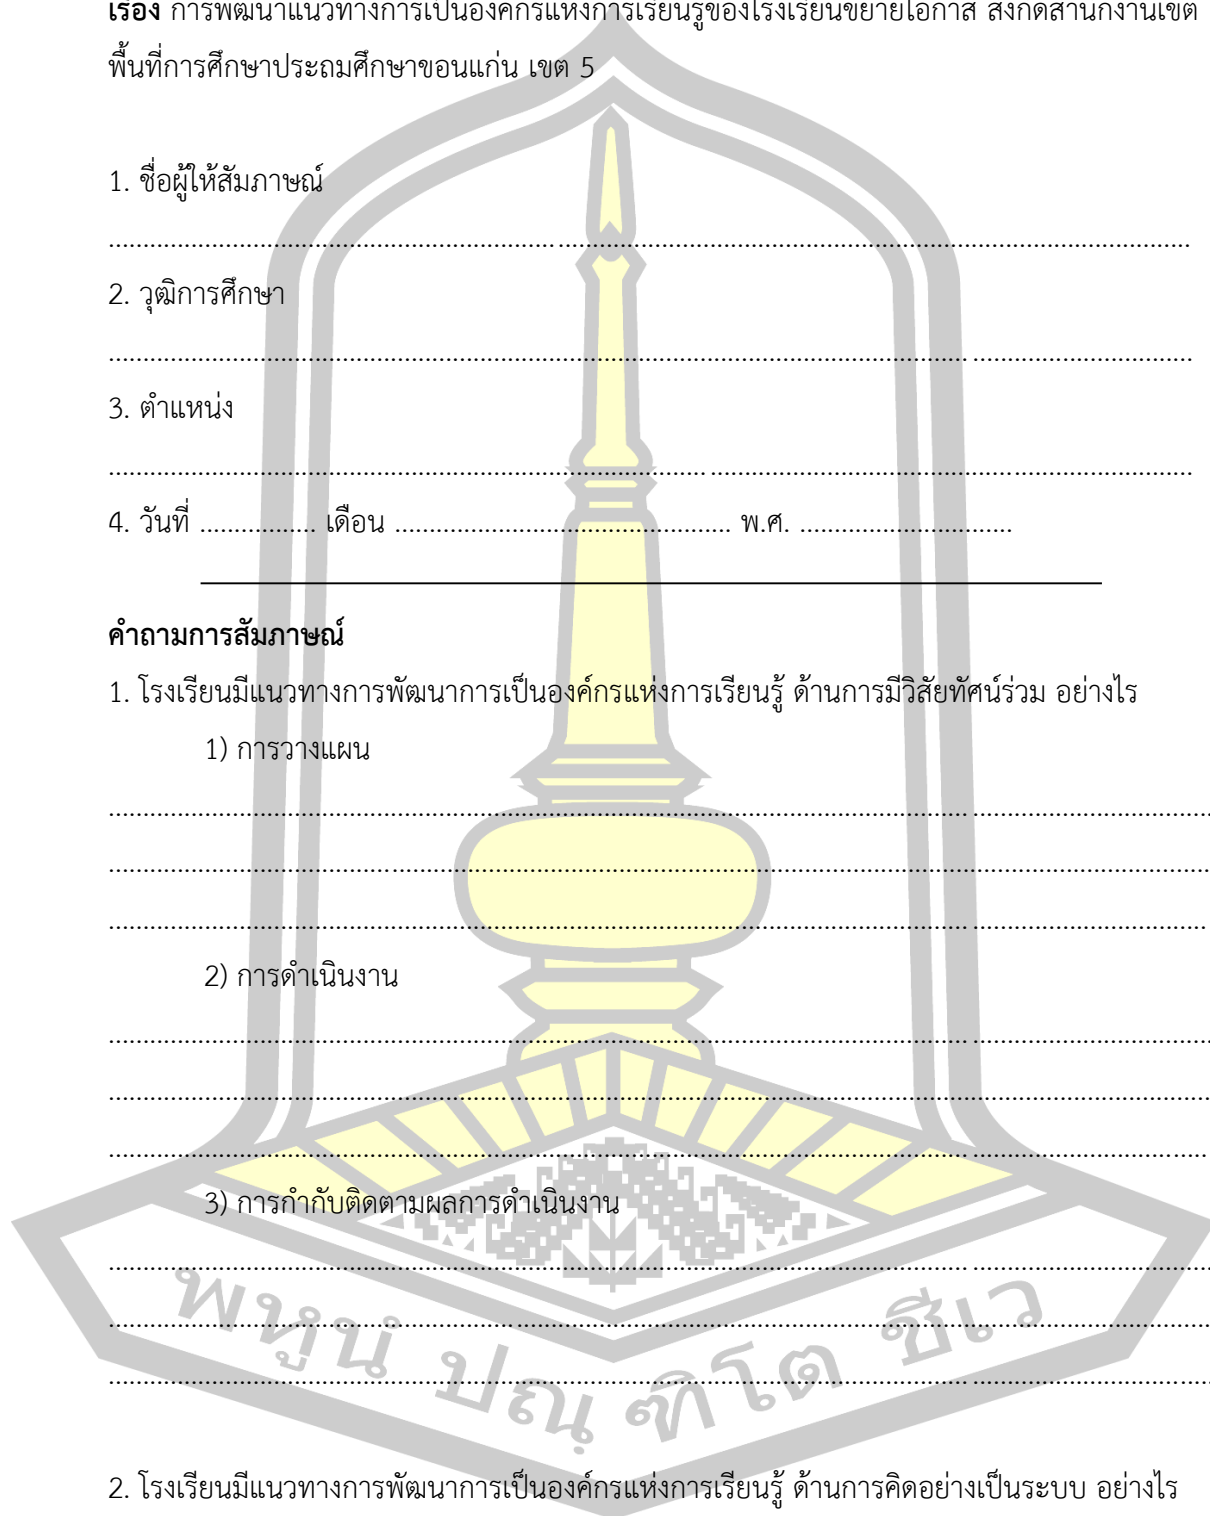 เรื่อง การพัฒนาแนวทางการเป็นองค์กรแห่งการเรียนรู้ของโรงเรียนขยายโอกาส สังกัดสำนักงานเขต
พื้นที่การศึกษาประถมศึกษาขอนแก่น เขต 5
1. ชื่อผู้ให้สัมภาษณ์
................................................................................................................................................................
2. วุฒิการศึกษา
................................................................................................................................................................
3. ตำแหน่ง
................................................................................................................................................................
4. วันที่ ................. เดือน ................................................. พ.ศ. ...............................
คำถามการสัมภาษณ์
1. โรงเรียนมีแนวทางการพัฒนาการเป็นองค์กรแห่งการเรียนรู้ ด้านการมีวิสัยทัศน์ร่วม อย่างไร
1) การวางแผน
................................................................................................................................................................
................................................................................................................................................................
................................................................................................................................................................
2) การดำเนินงาน
................................................................................................................................................................
................................................................................................................................................................
................................................................................................................................................................
3) การกำกับติดตามผลการดำเนินงาน
................................................................................................................................................................
................................................................................................................................................................
................................................................................................................................................................
พหูนํ ปณฺฑิโต ชีเว
2. โรงเรียนมีแนวทางการพัฒนาการเป็นองค์กรแห่งการเรียนรู้ ด้านการคิดอย่างเป็นระบบ อย่างไร